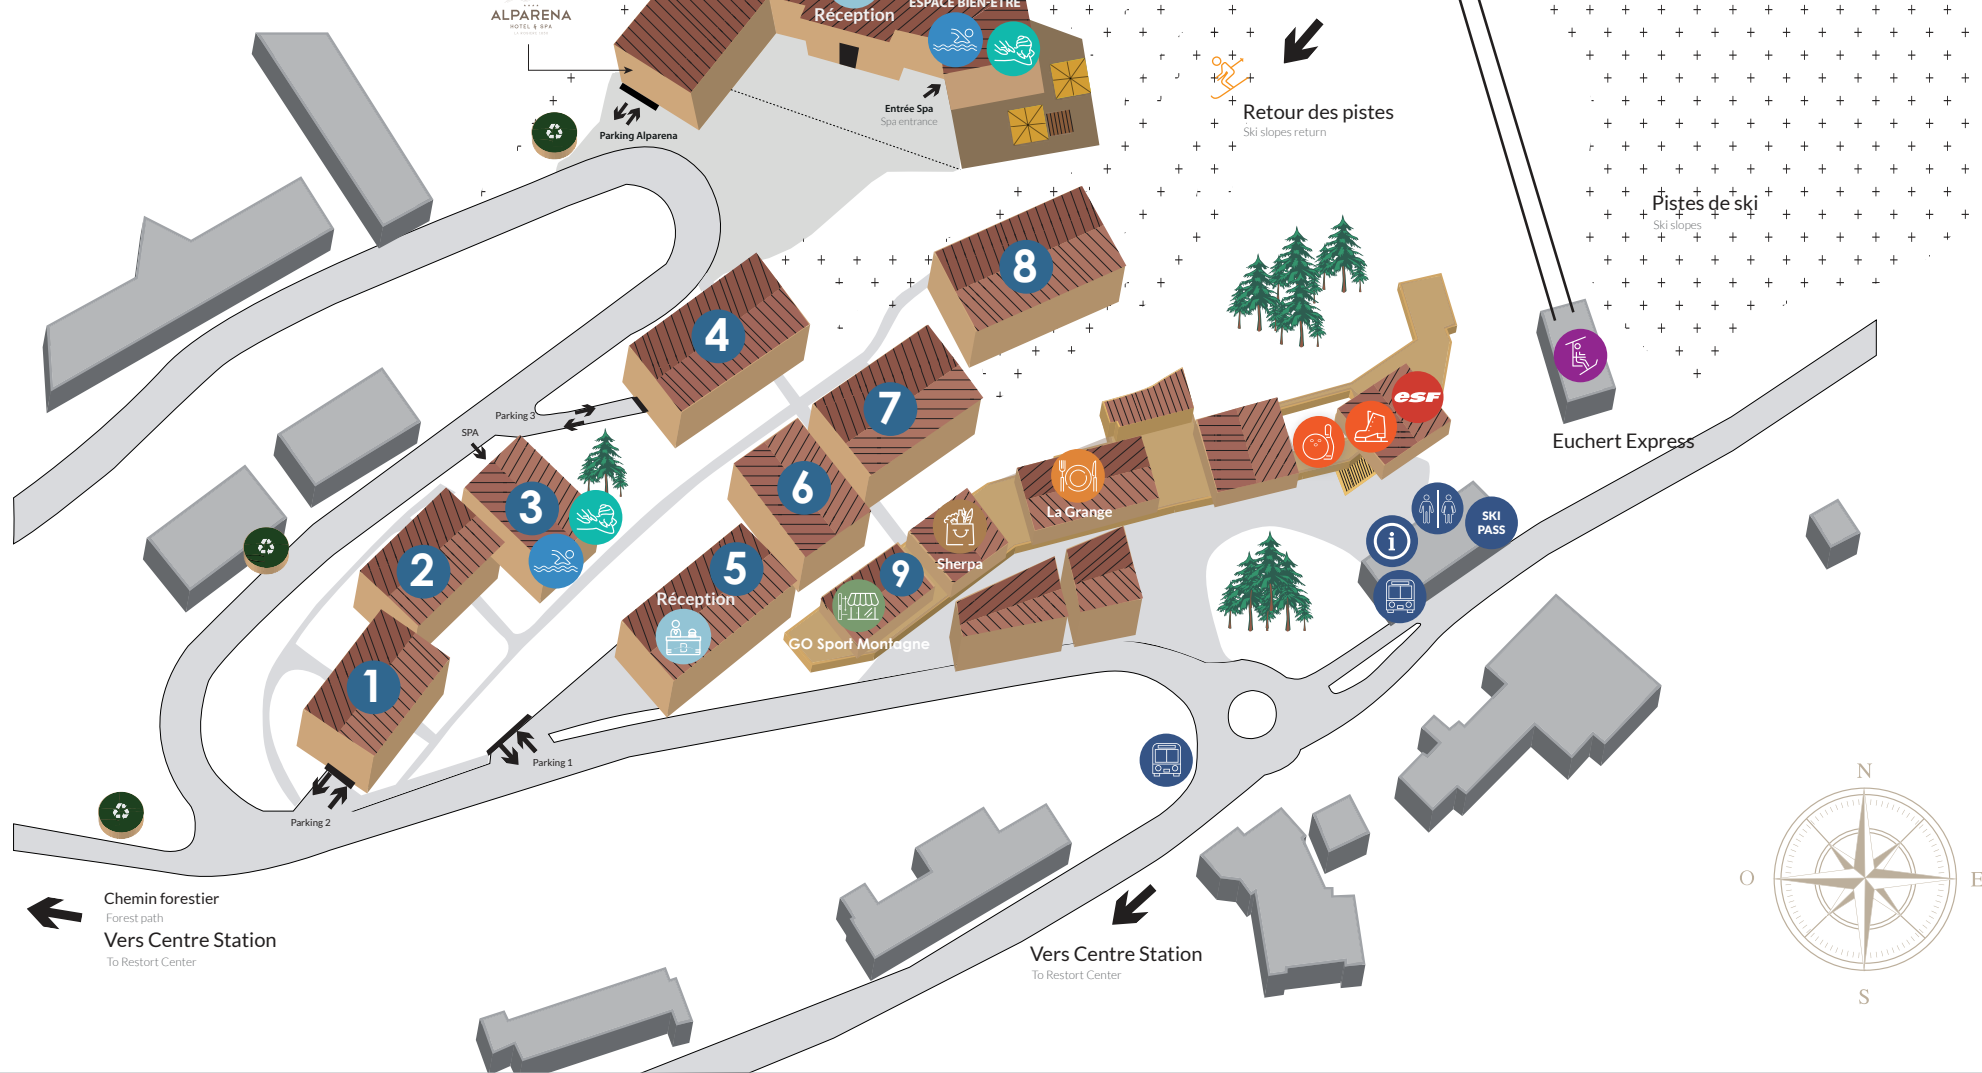 ALPARENA
HOTEL & SPA
Réception
ESPACE BIEN-ÊTRE
Entrée Spa
Spa entrance
Parking Alparena
Retour des pistes
Ski slopes return
Pistes de ski
Ski slopes
8
4
7
Parking 3
SPA
esf
Euchert Express
3
6
La Grange
SKI
PASS
i
2
5
9
Sherpa
Réception
GO Sport Montagne
1
Parking 1
Parking 2
N
O
E
S
Chemin forestier
Forest path
Vers Centre Station
To Restort Center
Vers Centre Station
To Restort Center